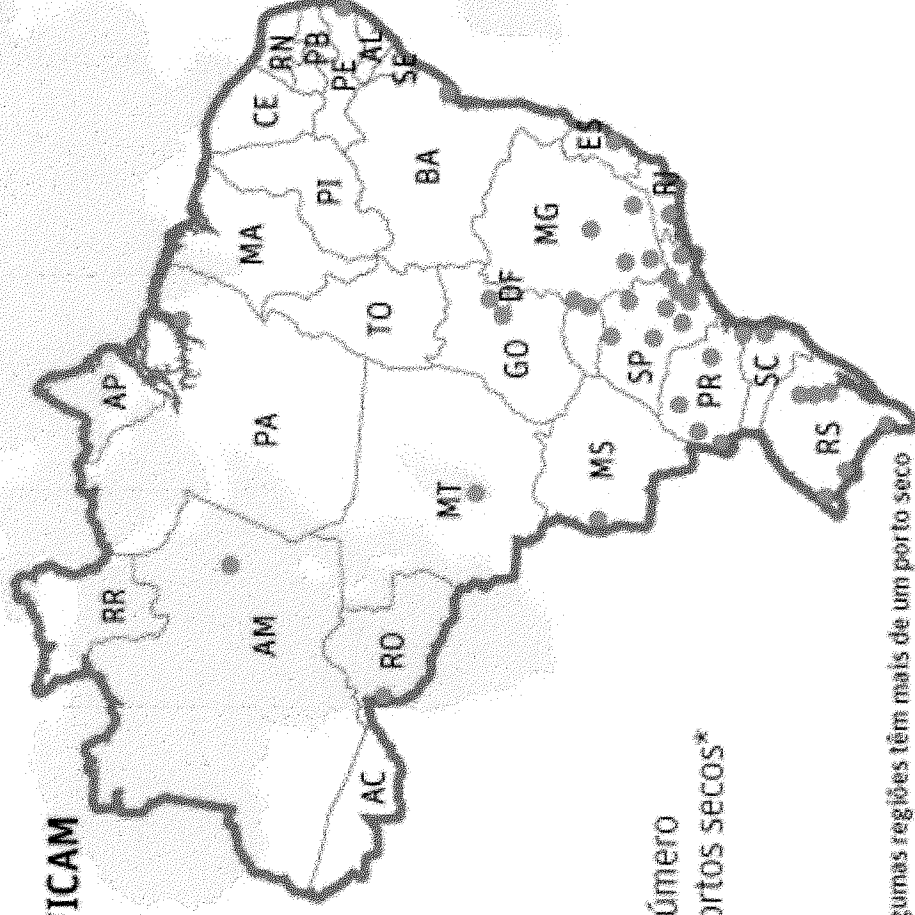 ICAM
RR
AP
AM
PA
MA
CE
RN
PB
PI
PE
AL
AC
RO
TO
SE
BA
MT
GO
DF
MG
ES
MS
SP
RJ
PR
SC
RS
úmero
ortos secos*
gumas regiões têm mais de um porto seco